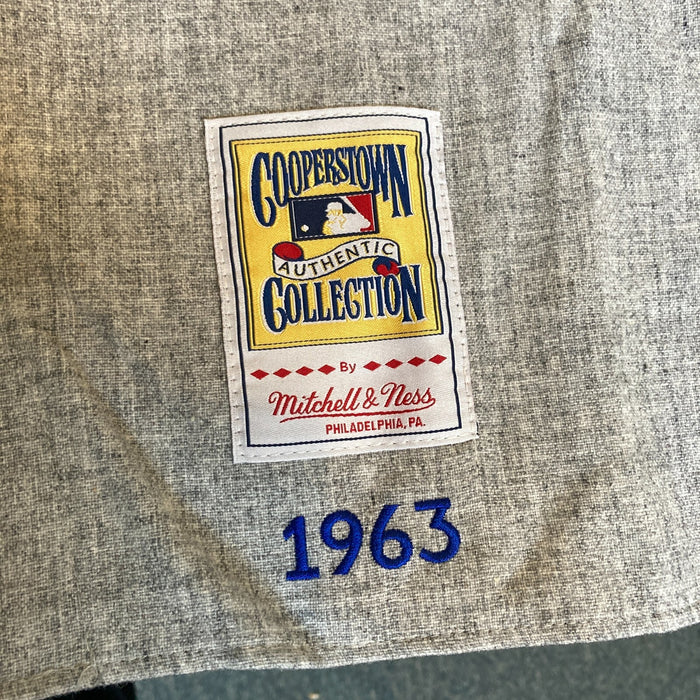 COOPERSTOWN
AUTHENTIC
COLLECTION
By
Mitchell & Ness
PHILADELPHIA, PA.
1963